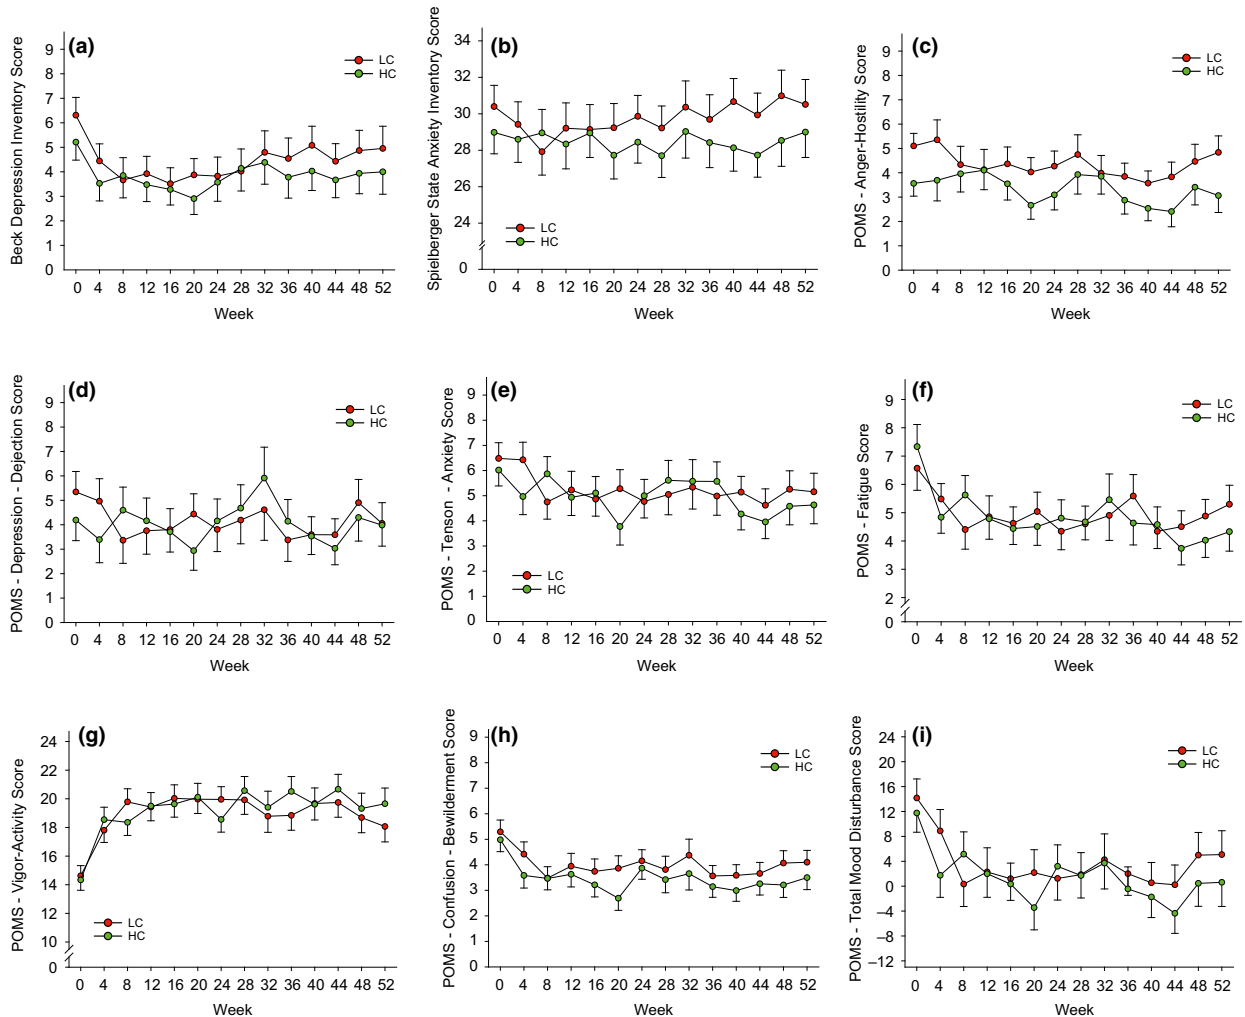 (a)
Beck Depression Inventory Score
9
8
7
6
5
4
3
2
1
0
LC
HC
0 4 8 12 16 20 24 28 32 36 40 44 48 52
Week
(b)
Spielberger State Anxiety Inventory Score
34
32
30
28
26
24
0
LC
HC
0 4 8 12 16 20 24 28 32 36 40 44 48 52
Week
(c)
POMS - Anger-Hostility Score
9
8
7
6
5
4
3
2
1
0
LC
HC
0 4 8 12 16 20 24 28 32 36 40 44 48 52
Week
(d)
POMS - Depression - Dejection Score
9
8
7
6
5
4
3
2
1
0
LC
HC
0 4 8 12 16 20 24 28 32 36 40 44 48 52
Week
(e)
POMS - Tenson - Anxiety Score
9
8
7
6
5
4
3
2
1
0
LC
HC
0 4 8 12 16 20 24 28 32 36 40 44 48 52
Week
(f)
POMS - Fatigue Score
9
8
7
6
5
4
3
2
0
LC
HC
0 4 8 12 16 20 24 28 32 36 40 44 48 52
Week
(g)
POMS - Vigor-Activity Score
24
22
20
18
16
14
12
10
0
LC
HC
0 4 8 12 16 20 24 28 32 36 40 44 48 52
Week
(h)
POMS - Confusion - Bewilderment Score
9
8
7
6
5
4
3
2
1
0
LC
HC
0 4 8 12 16 20 24 28 32 36 40 44 48 52
Week
(i)
POMS - Total Mood Disturbance Score
24
20
16
12
8
4
0
–4
–8
–12
LC
HC
0 4 8 12 16 20 24 28 32 36 40 44 48 52
Week